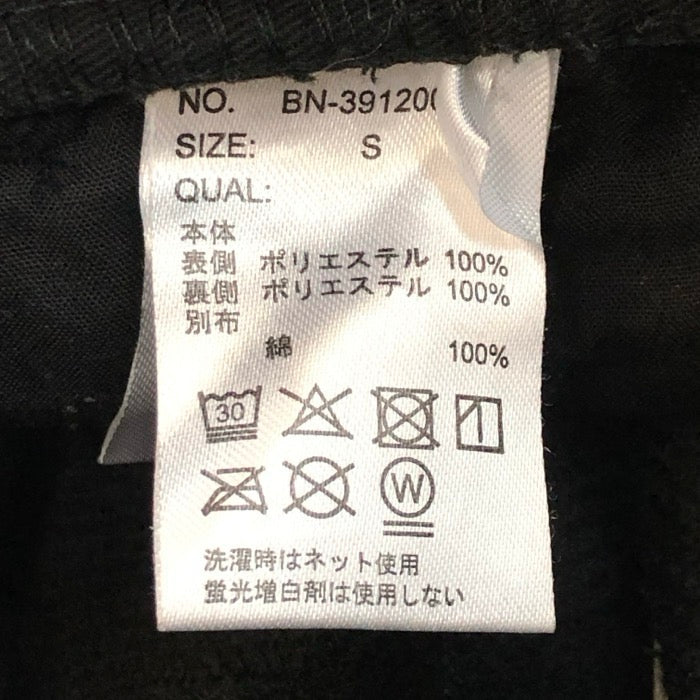 NO. BN-391200
SIZE: S
QUAL:
本体
表側 ポリエステル 100%
裏側 ポリエステル 100%
別布
綿 100%
30
W
洗濯時はネット使用
蛍光増白剤は使用しない